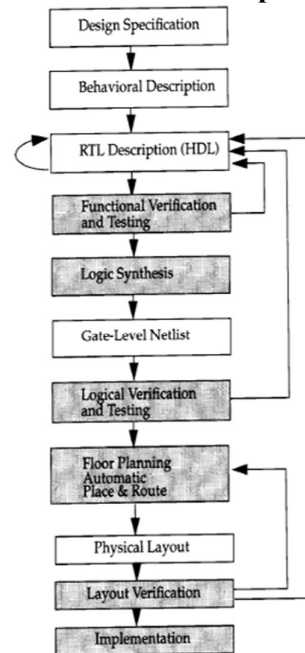 Design Specification
Behavioral Description
RTL Description (HDL)
Functional Verification
and Testing
Logic Synthesis
Gate-Level Netlist
Logical Verification
and Testing
Floor Planning
Automatic
Place & Route
Physical Layout
Layout Verification
Implementation